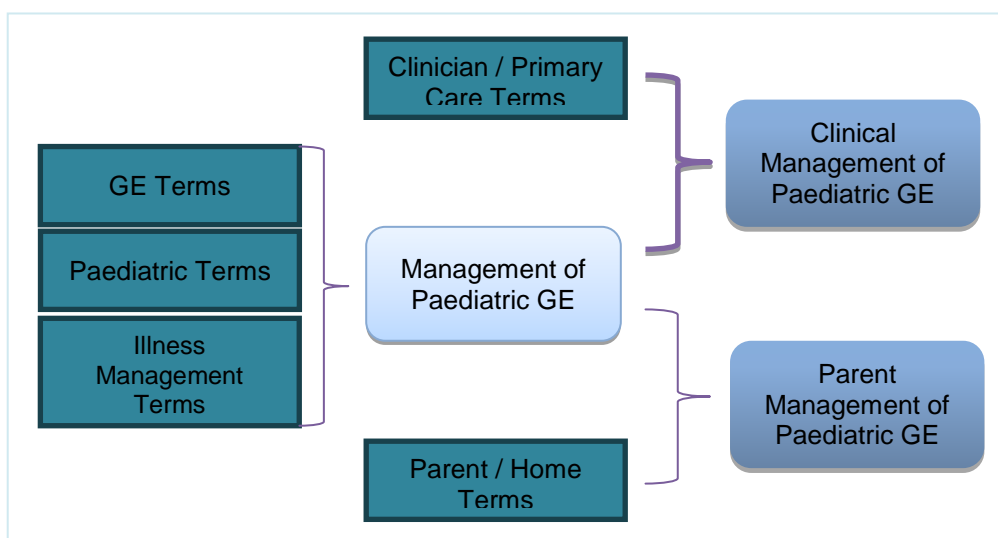 Clinician / Primary
Care Terms
Clinical
Management of
Paediatric GE
GE Terms
Paediatric Terms
Illness
Management
Terms
Management of
Paediatric GE
Parent
Management of
Paediatric GE
Parent / Home
Terms